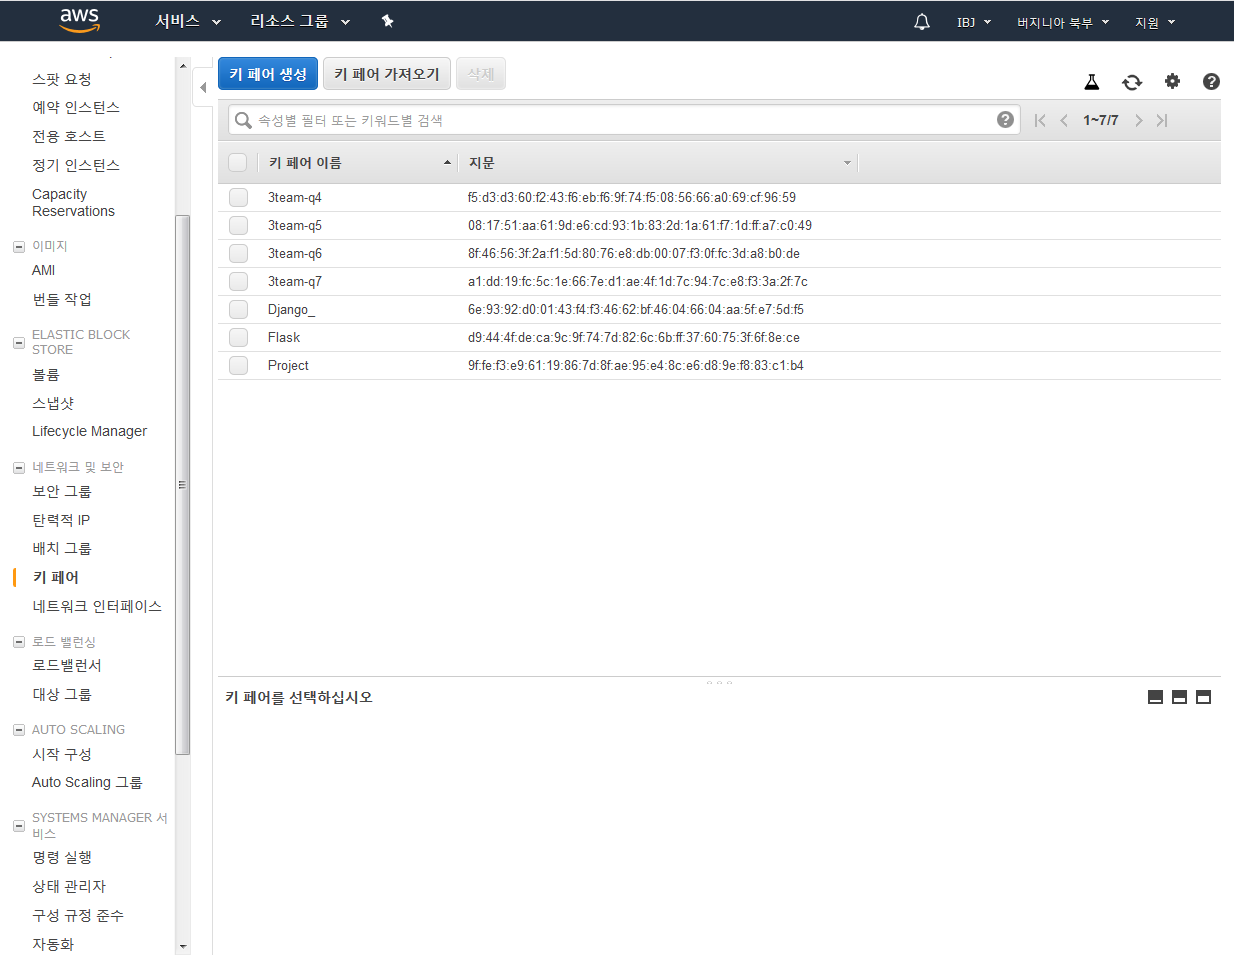 aws 서비스 리소스 그룹 IBJ 버지니아 북부 지원
스팟 요청
예약 인스턴스
전용 호스트
정기 인스턴스
Capacity
Reservations
이미지
AMI
번들 작업
ELASTIC BLOCK
STORE
볼륨
스냅샷
Lifecycle Manager
네트워크 및 보안
보안 그룹
탄력적 IP
배치 그룹
키 페어
네트워크 인터페이스
로드 밸런싱
로드밸런서
대상 그룹
AUTO SCALING
시작 구성
Auto Scaling 그룹
SYSTEMS MANAGER 서
비스
명령 실행
상태 관리자
구성 규정 준수
자동화
키 페어 생성 키 페어 가져오기 삭제
속성별 필터 또는 키워드별 검색 1~7/7
키 페어 이름 지문
3team-q4 f5:d3:d3:60:f2:43:f6:eb:f6:9f:74:f5:08:56:66:a0:69:cf:96:59
3team-q5 08:17:51:aa:61:9d:e6:cd:93:1b:83:2d:1a:61:f7:1d:ff:a7:c0:49
3team-q6 8f:46:56:3f:2a:f1:5d:80:76:e8:db:00:07:f3:0f:fc:3d:a8:b0:de
3team-q7 a1:dd:19:fc:5c:1e:66:7e:d1:ae:4f:1d:7c:94:7c:e8:f3:3a:2f:7c
Django_ 6e:93:92:d0:01:43:f4:f3:46:62:bf:46:04:66:04:aa:5f:e7:5d:f5
Flask d9:44:4f:de:ca:9c:9f:74:7d:82:6c:6b:ff:37:60:75:3f:6f:8e:ce
Project 9f:fe:f3:e9:61:19:86:7d:8f:ae:95:e4:8c:e6:d8:9e:f8:83:c1:b4
키 페어를 선택하십시오